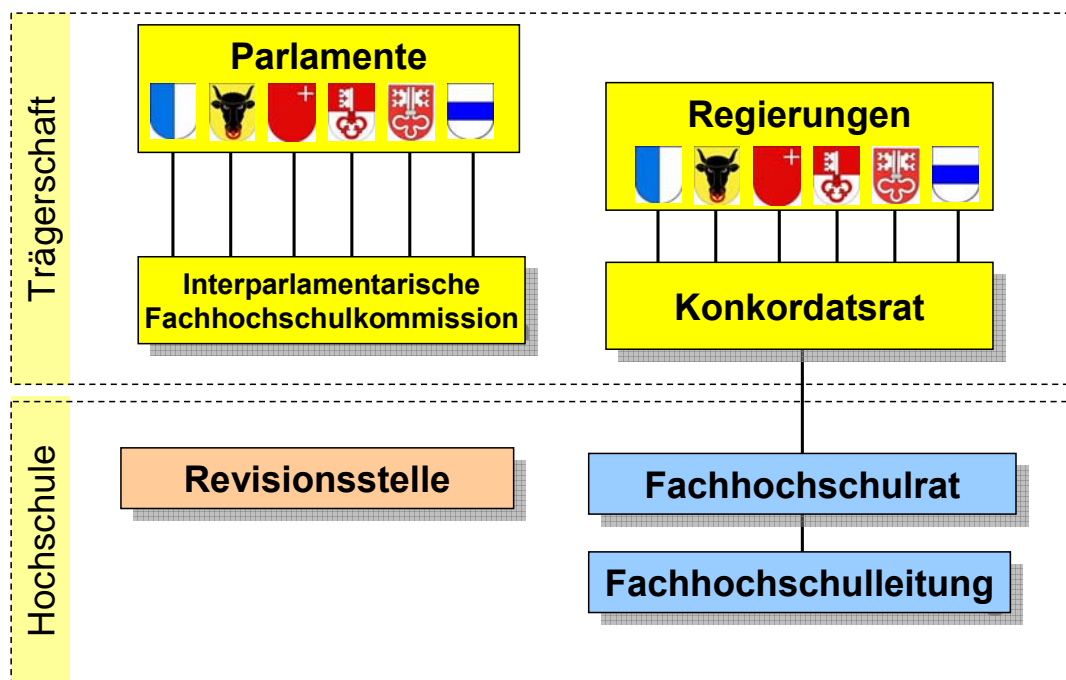 Trägerschaft
Parlamente
Regierungen
Interparlamentarische
Fachhochschulkommission
Konkordatsrat
Hochschule
Revisionsstelle
Fachhochschulrat
Fachhochschulleitung